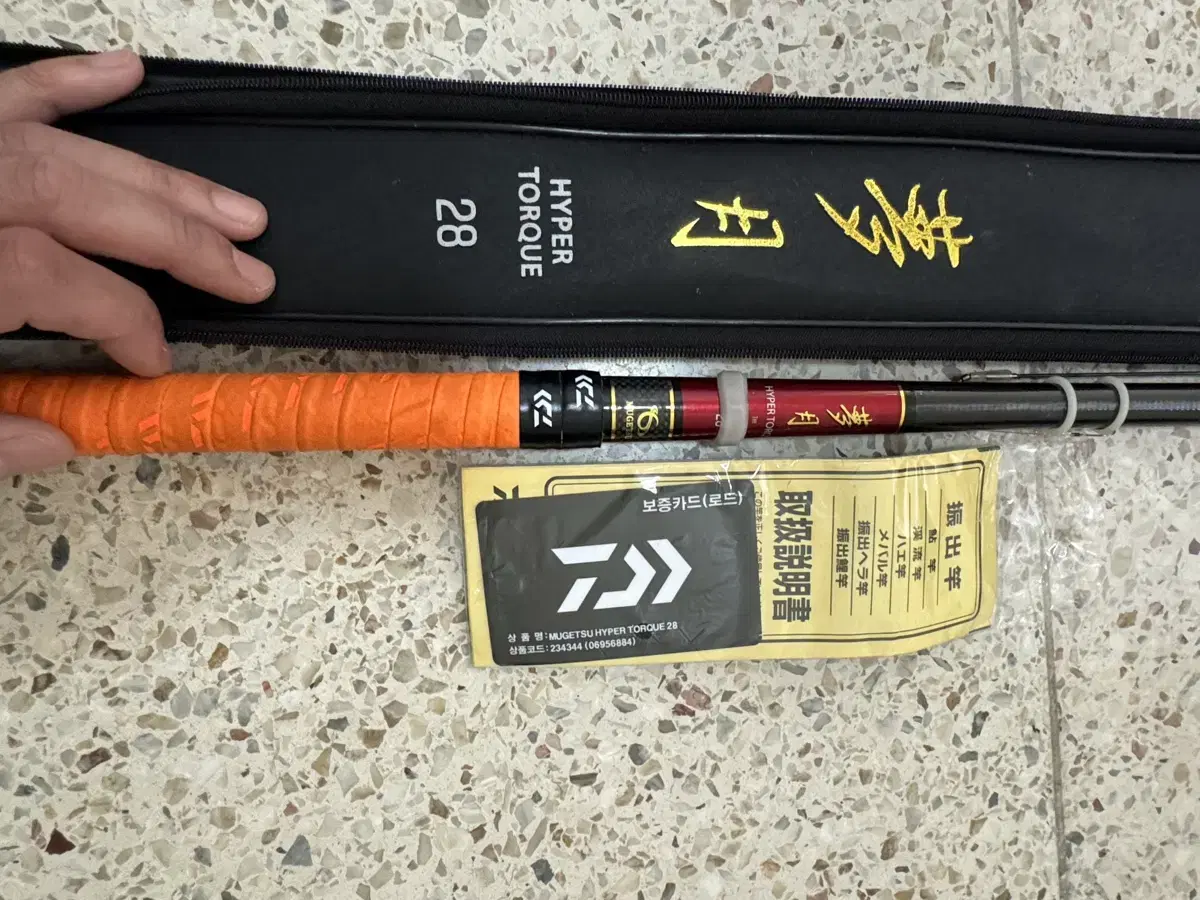 夢月
HYPER
TORQUE
28
HYPER
夢月
28
振出竿
鮎竿
渓流竿
ハエ竿
メバル竿
振出ヘラ竿
振出鯉竿
取扱説明書
보증카드(로드)
상 품 명 : MUGETSU HYPER TORQUE 28
상품코드 : 234344 (06956884)